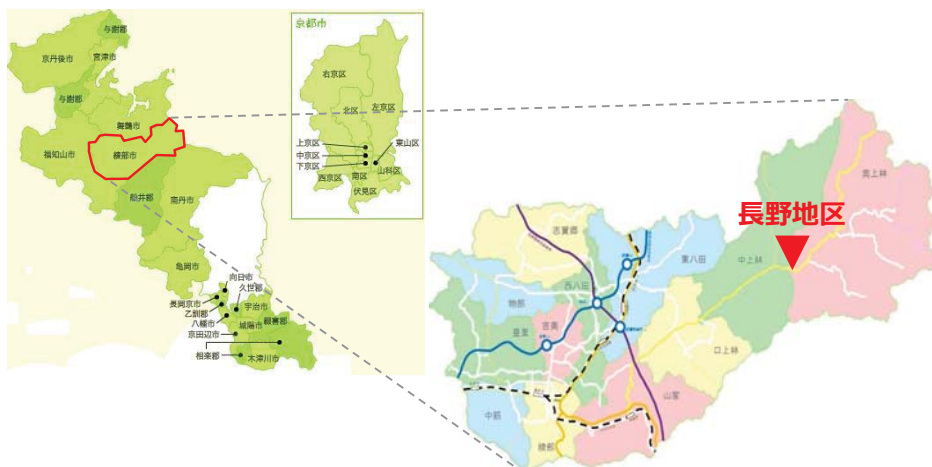 京都市
与謝郡
京丹後市
宮津市
与謝郡
舞鶴市
福知山市
綾部市
船井郡
南丹市
亀岡市
向日市
久世郡
長岡京市
乙訓郡
宇治市
八幡市
城陽市
綴喜郡
京田辺市
相楽郡
木津川市
右京区
左京区
北区
上京区
東山区
中京区
下京区
山科区
西京区
南区
伏見区
長野地区
奥上林
中上林
志賀郷
東八田
西八田
物部
豊里
吉美
口上林
山家
中筋
綾部